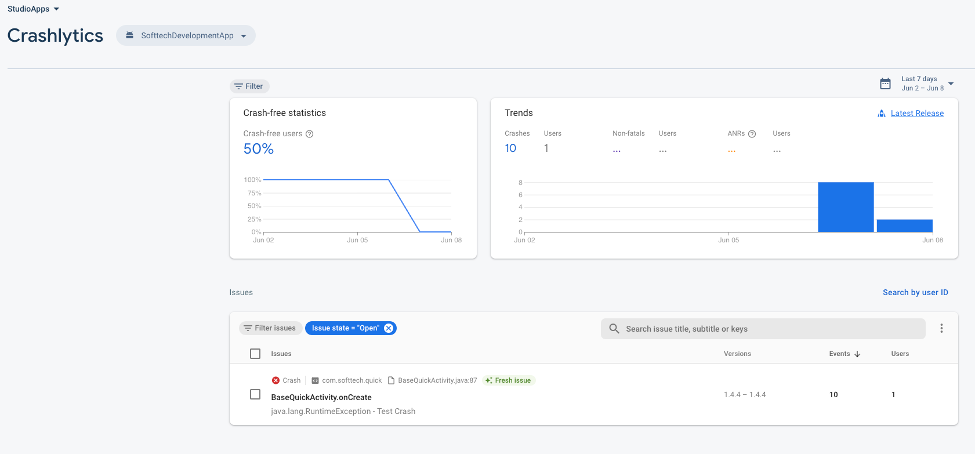 StudioApps
Crashlytics
SofttechDevelopmentApp
Filter
Last 7 days
Jun 2 – Jun 8
Crash-free statistics
Crash-free users
50%
100%
75%
50%
25%
0%
Jun 02 Jun 05 Jun 08
Trends
Latest Release
Crashes Users Non-fatals Users ANRs Users
10 1 ... ... ... ...
8
6
4
2
0
Jun 02 Jun 05 Jun 08
Issues
Search by user ID
Filter issues
Issue state = "Open"
Search issue title, subtitle or keys
Issues Versions Events Users
Crash com.softtech.quick BaseQuickActivity.java:87 Fresh issue
BaseQuickActivity.onCreate 1.4.4 – 1.4.4 10 1
java.lang.RuntimeException - Test Crash